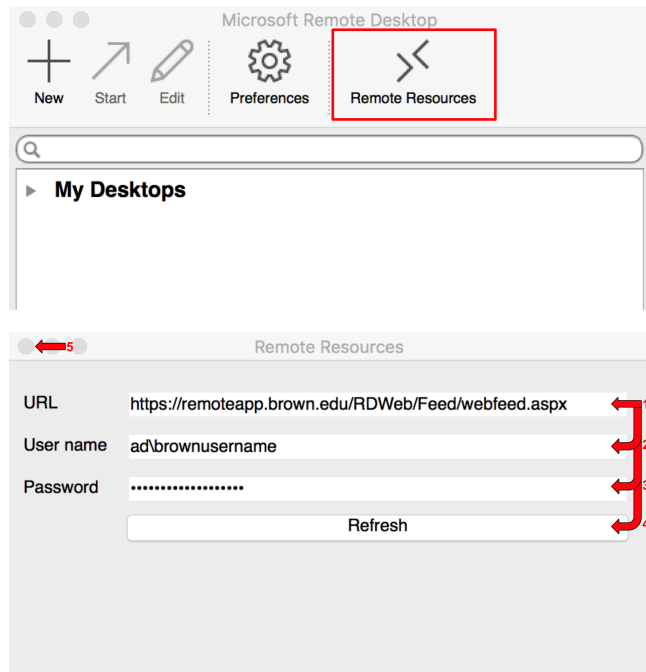 Microsoft Remote Desktop
New Start Edit Preferences Remote Resources
My Desktops
5 Remote Resources
URL https://remoteapp.brown.edu/RDWeb/Feed/webfeed.aspx 1
User name ad\brownusername 2
Password •••••••••••••••••• 3
Refresh 4